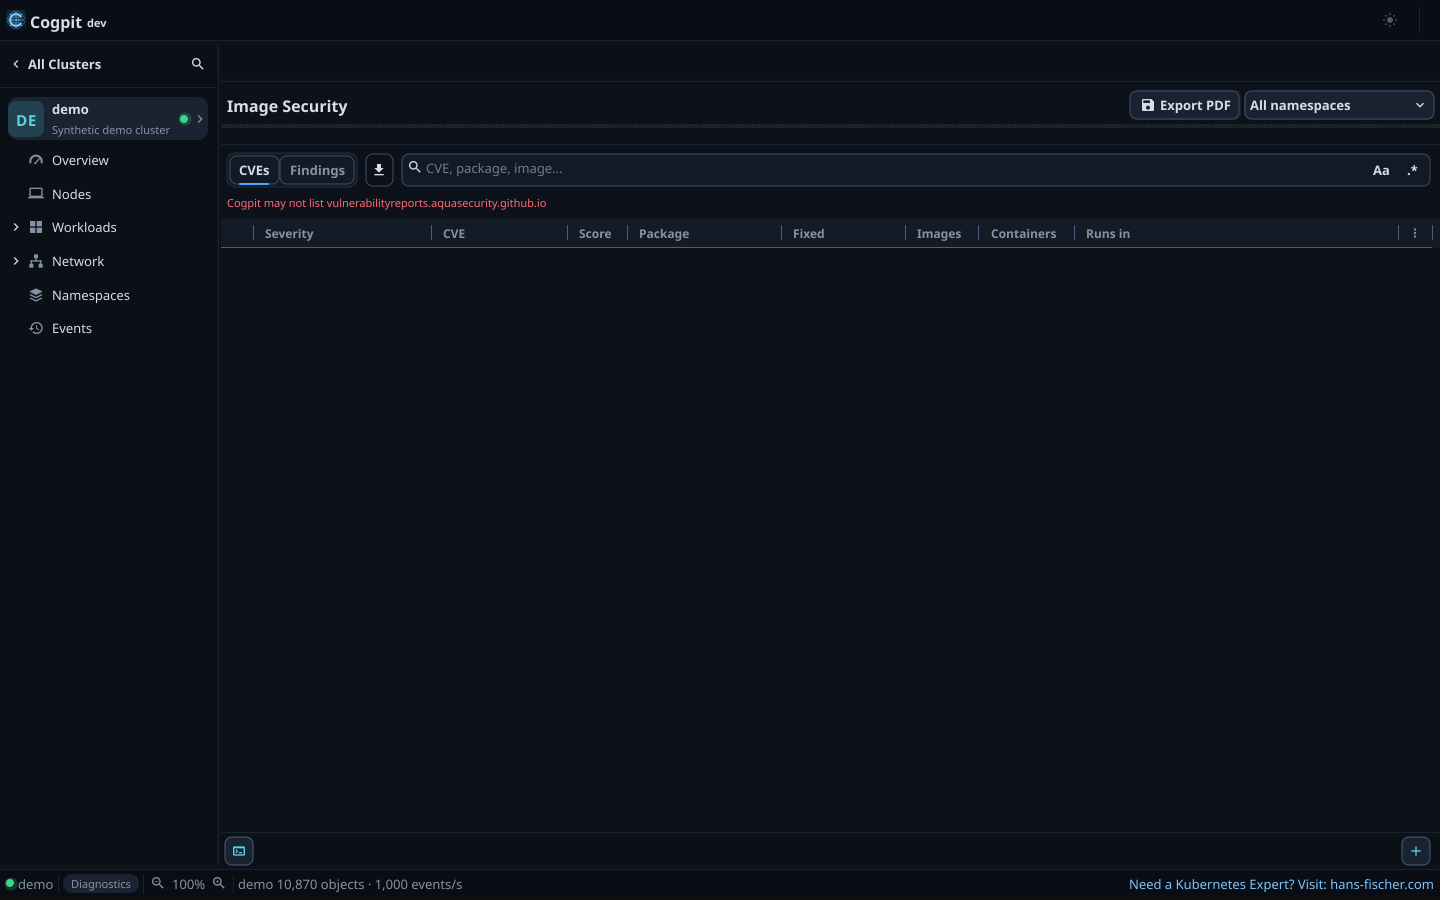 Cogpit dev
All Clusters
DE
demo
Synthetic demo cluster
Overview
Nodes
Workloads
Network
Namespaces
Events
Image Security
Export PDF
All namespaces
CVEs
Findings
CVE, package, image...
Aa
.*
Cogpit may not list vulnerabilityreports.aquasecurity.github.io
Severity
CVE
Score
Package
Fixed
Images
Containers
Runs in
demo
Diagnostics
100%
demo 10,870 objects · 1,000 events/s
Need a Kubernetes Expert? Visit: hans-fischer.com